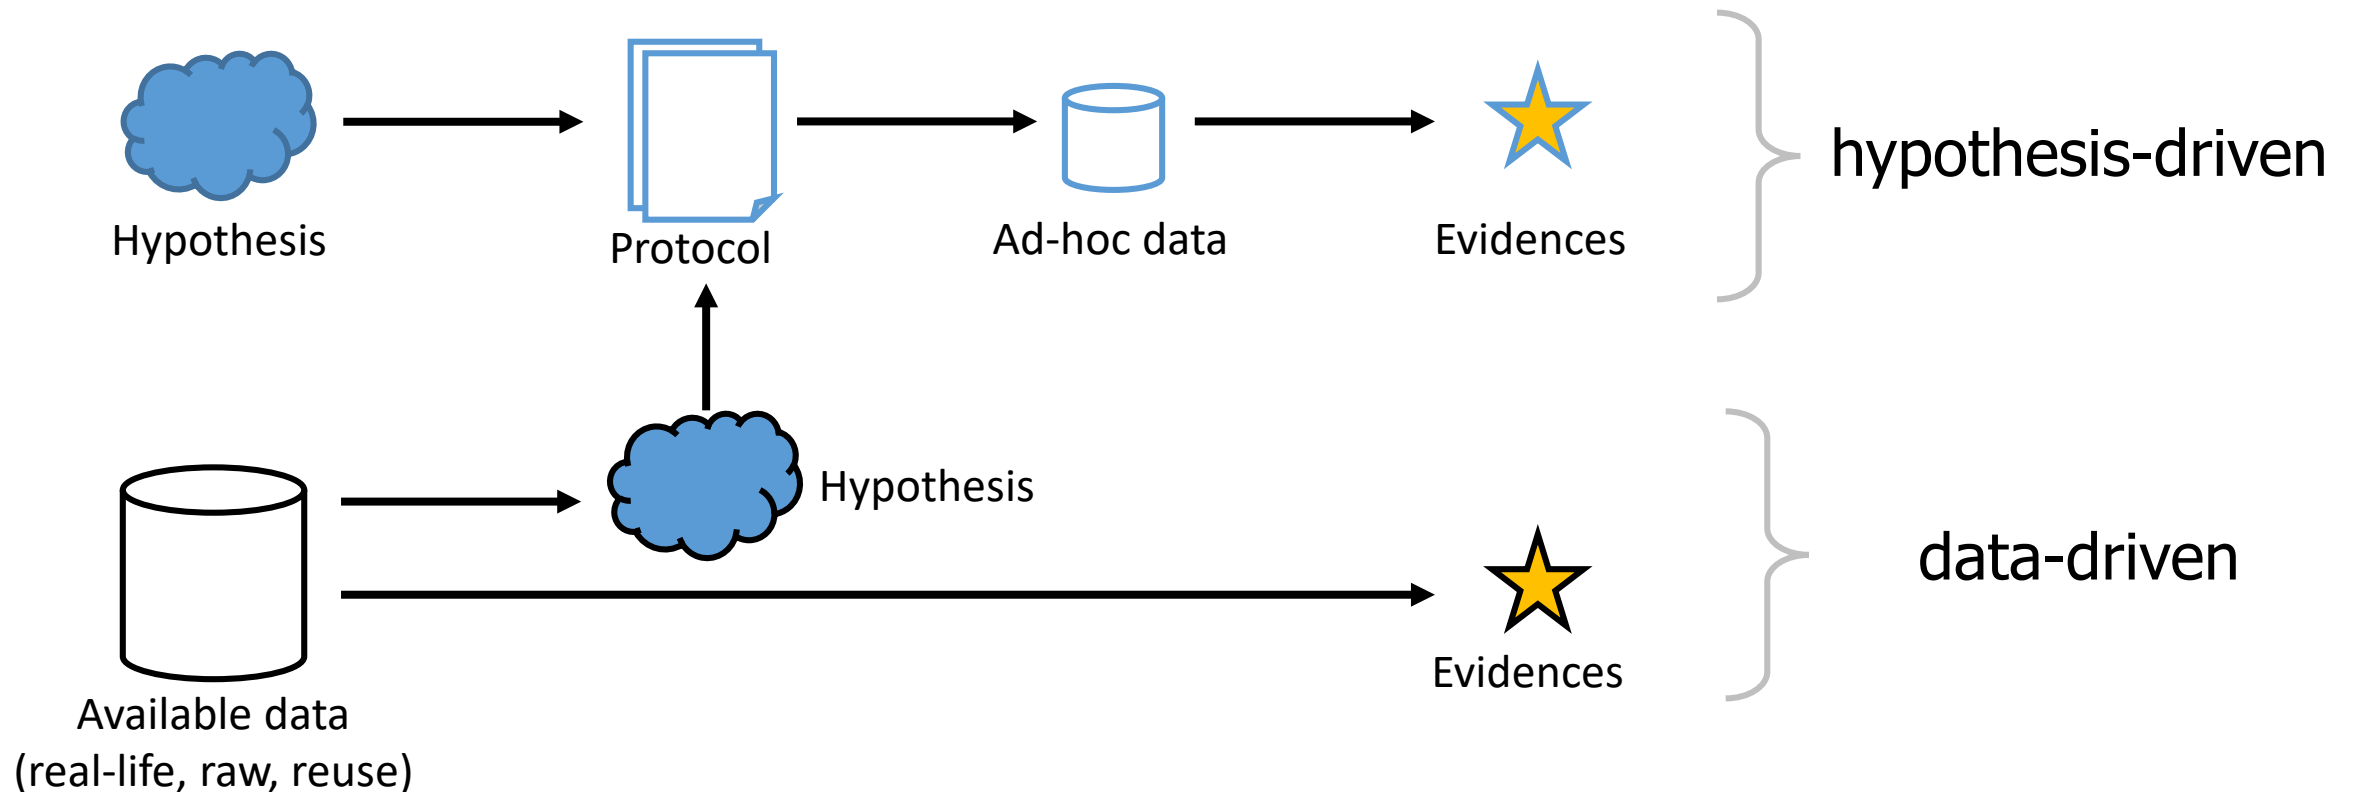 hypothesis-driven
Hypothesis
Protocol
Ad-hoc data
Evidences
Hypothesis
data-driven
Evidences
Available data
(real-life, raw, reuse)